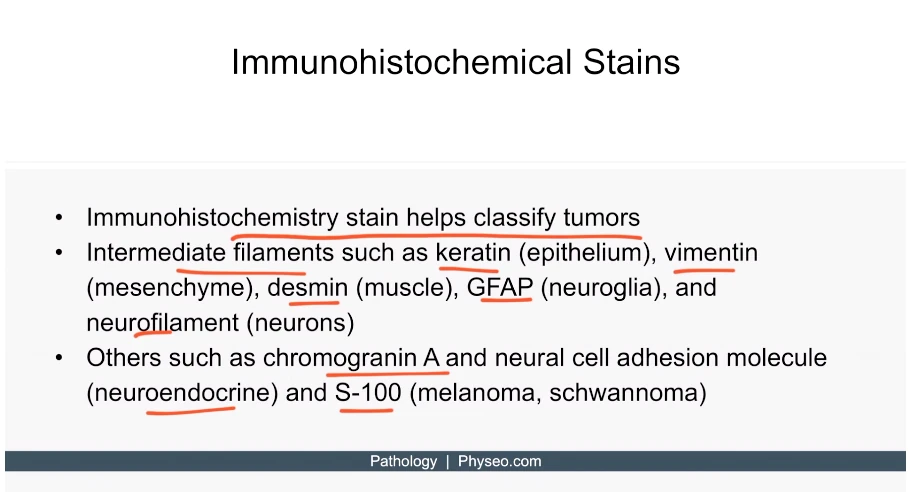 Immunohistochemical Stains
• Immunohistochemistry stain helps classify tumors
• Intermediate filaments such as keratin (epithelium), vimentin
(mesenchyme), desmin (muscle), GFAP (neuroglia), and
neurofilament (neurons)
• Others such as chromogranin A and neural cell adhesion molecule
(neuroendocrine) and S-100 (melanoma, schwannoma)
Pathology | Physeo.com